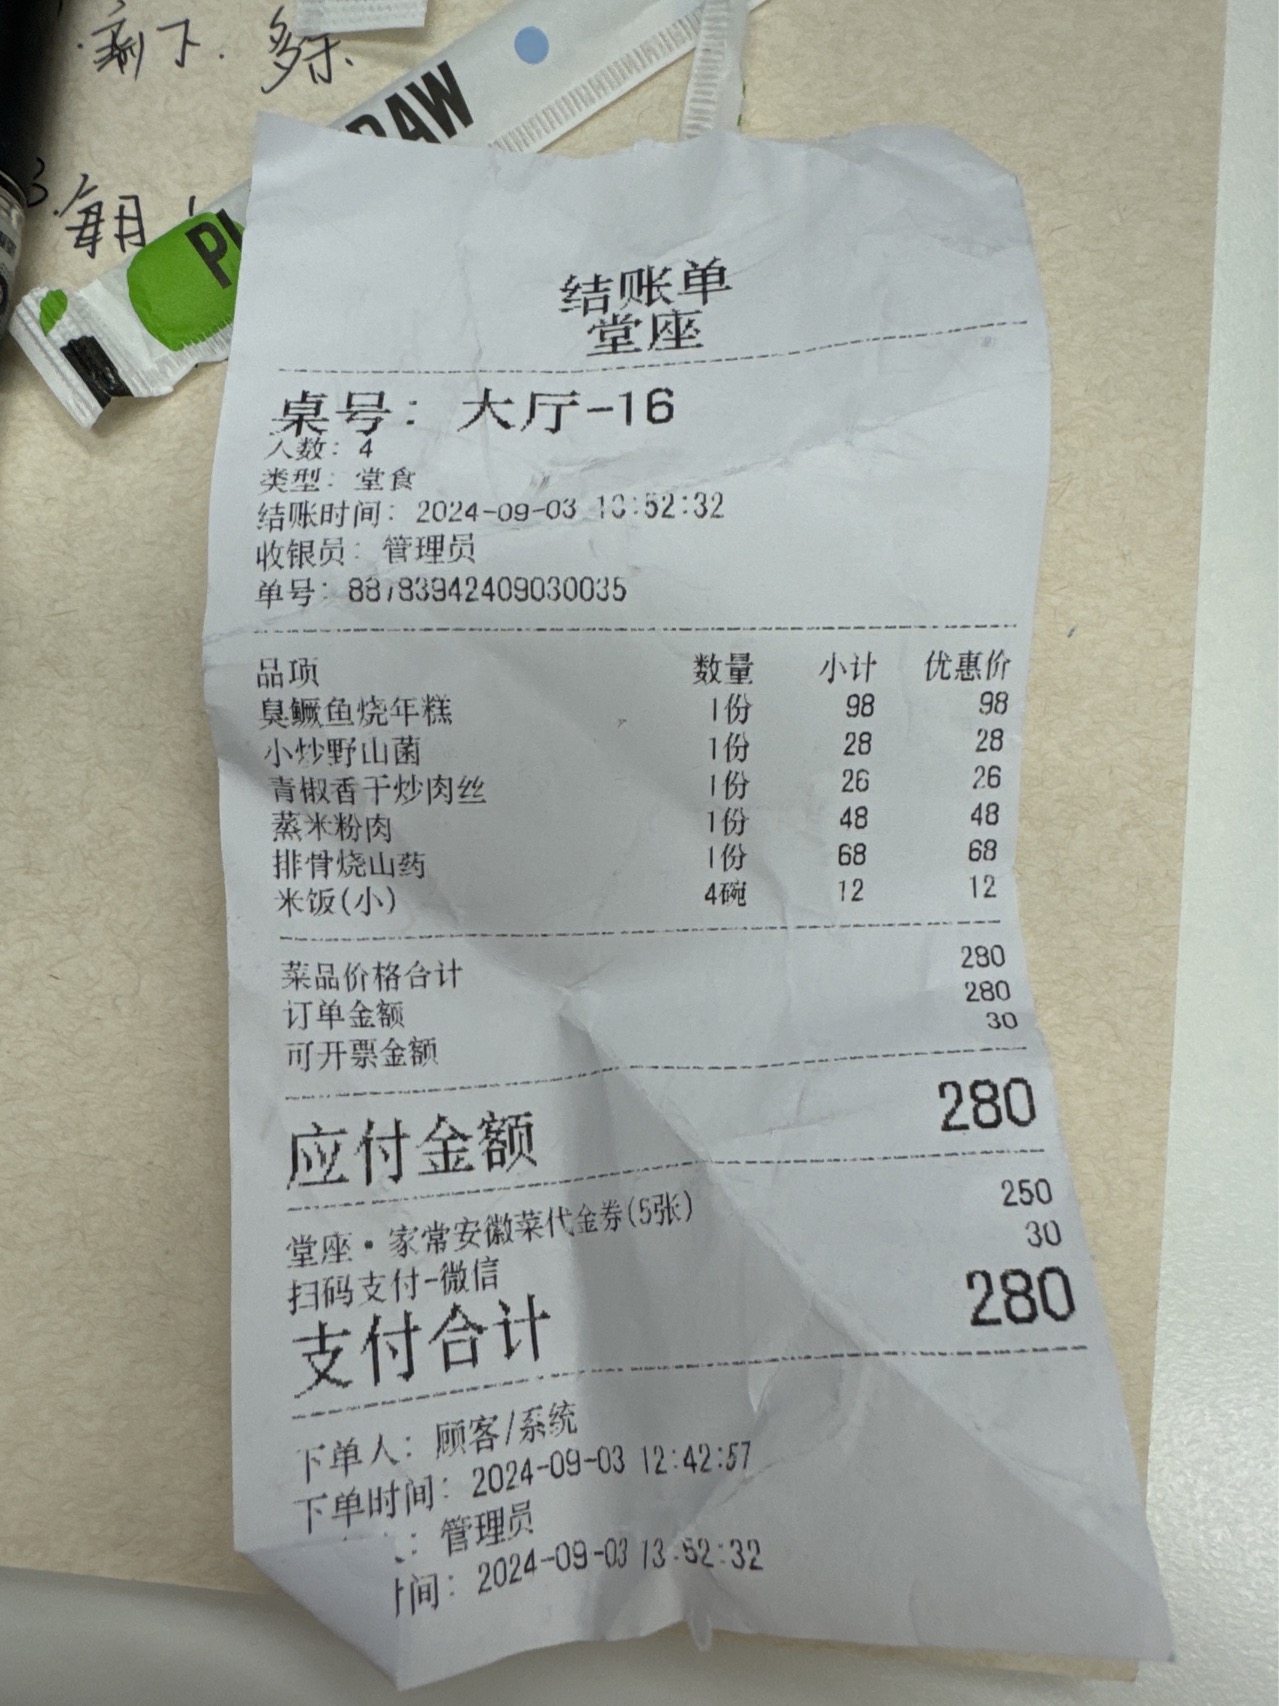 剩下.
3.每月
PL
RAW
结账单
堂座
桌号: 大厅-16
人数: 4
类型: 堂食
结账时间: 2024-09-03 13:52:32
收银员: 管理员
单号: 88783942409030035
品项 数量 小计 优惠价
臭鳜鱼烧年糕 1份 98 98
小炒野山菌 1份 28 28
青椒香干炒肉丝 1份 26 26
蒸米粉肉 1份 48 48
排骨烧山药 1份 68 68
米饭(小) 4碗 12 12
菜品价格合计 280
订单金额 280
可开票金额 30
应付金额 280
堂座·家常安徽菜代金券(5张) 250
扫码支付-微信 30
支付合计 280
下单人: 顾客/系统
下单时间: 2024-09-03 12:42:57
: 管理员
时间: 2024-09-03 13:52:32